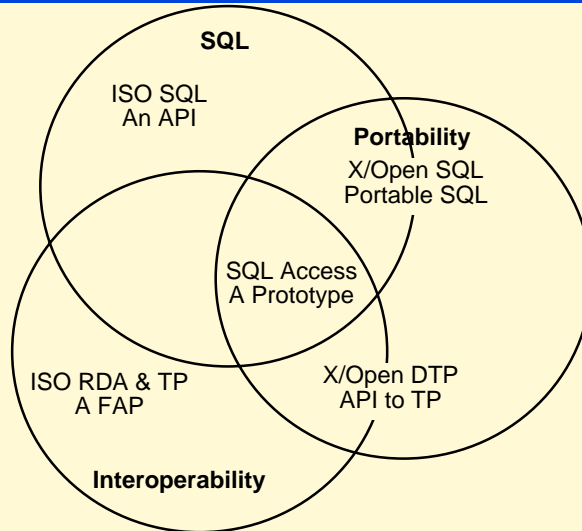 SQL
ISO SQL
An API
Portability
X/Open SQL
Portable SQL
SQL Access
A Prototype
ISO RDA & TP
A FAP
X/Open DTP
API to TP
Interoperability